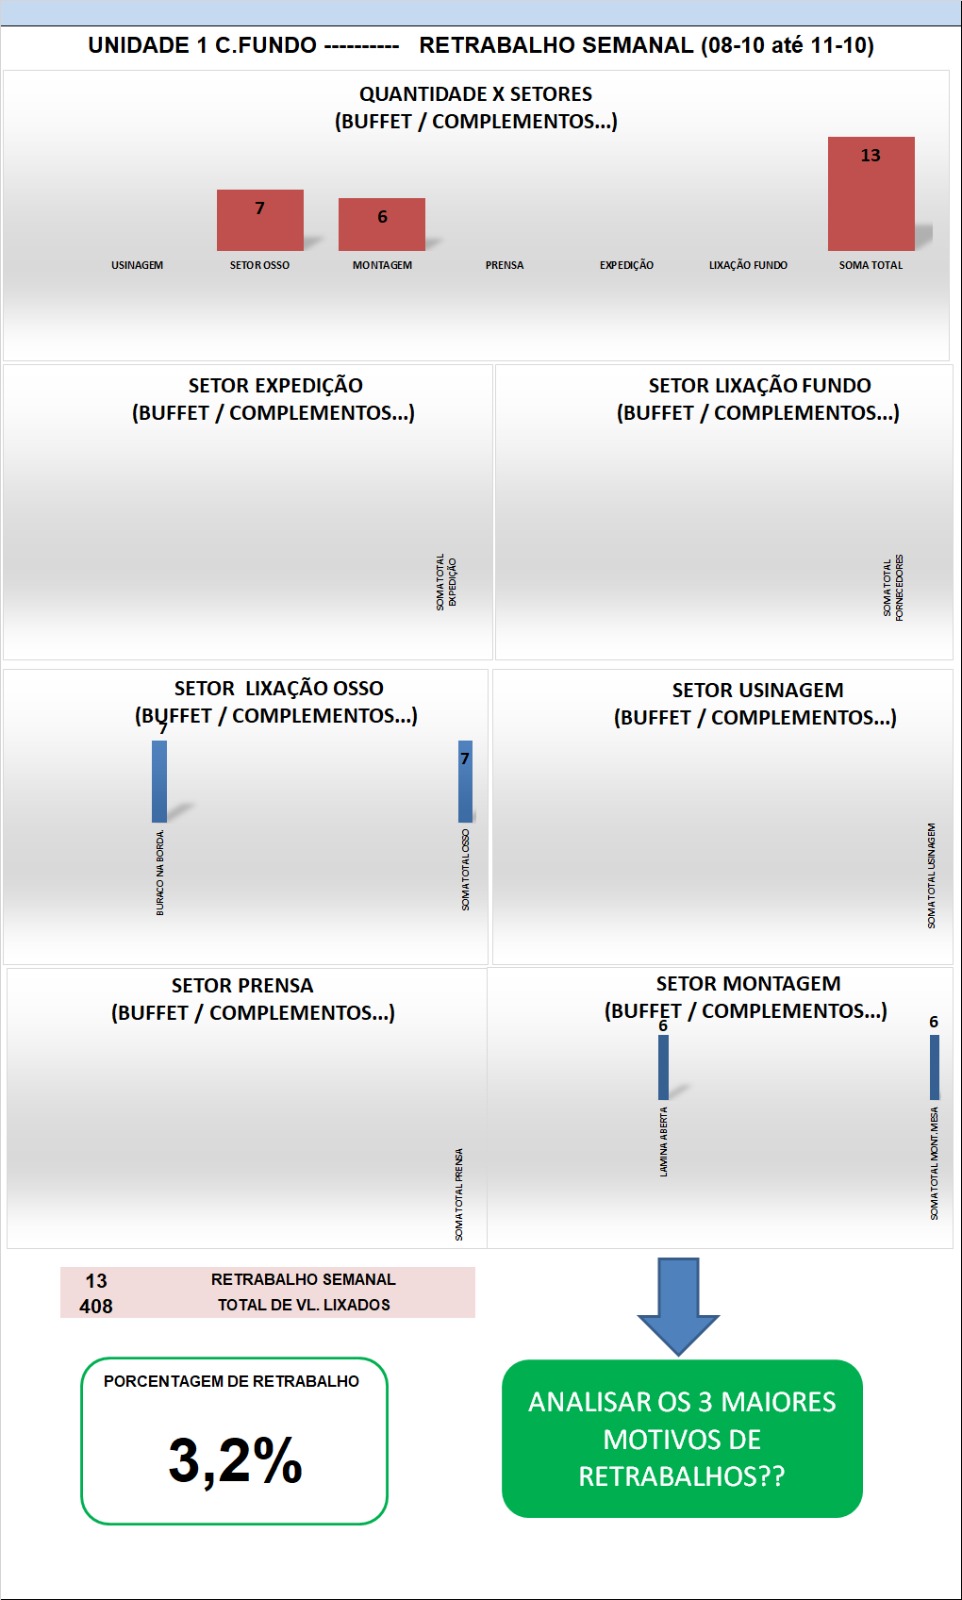 UNIDADE 1 C.FUNDO ---------- RETRABALHO SEMANAL (08-10 até 11-10)
QUANTIDADE X SETORES
(BUFFET / COMPLEMENTOS...)
7
6
13
USINAGEM
SETOR OSSO
MONTAGEM
PRENSA
EXPEDIÇÃO
LIXAÇÃO FUNDO
SOMA TOTAL
SETOR EXPEDIÇÃO
(BUFFET / COMPLEMENTOS...)
SOMA TOTAL
EXPEDIÇÃO
SETOR LIXAÇÃO FUNDO
(BUFFET / COMPLEMENTOS...)
SOMA TOTAL
FORNECEDORES
SETOR LIXAÇÃO OSSO
(BUFFET / COMPLEMENTOS...)
7
7
BURACO NA BORDA.
SOMA TOTAL OSSO
SETOR USINAGEM
(BUFFET / COMPLEMENTOS...)
SOMA TOTAL USINAGEM
SETOR PRENSA
(BUFFET / COMPLEMENTOS...)
SOMA TOTAL PRENSA
SETOR MONTAGEM
(BUFFET / COMPLEMENTOS...)
6
6
LAMINA ABERTA
SOMA TOTAL MONT.MESA
13 RETRABALHO SEMANAL
408 TOTAL DE VL. LIXADOS
PORCENTAGEM DE RETRABALHO
3,2%
ANALISAR OS 3 MAIORES
MOTIVOS DE
RETRABALHOS??